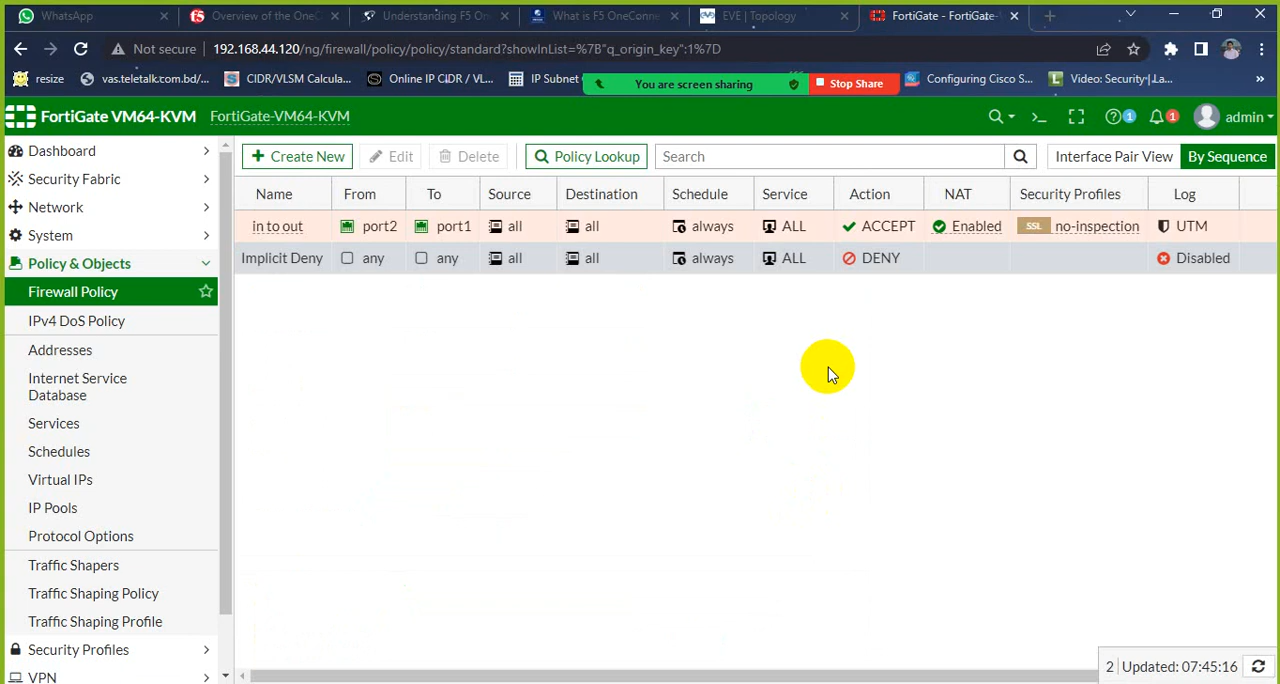 WhatsApp
Overview of the OneC
Understanding F5 On
What is F5 OneConne
EVE | Topology
FortiGate - FortiGate-
Not secure 192.168.44.120/ng/firewall/policy/policy/standard?showInList=%7B"q_origin_key":1%7D
resize
vas.teletalk.com.bd/...
CIDR/VLSM Calcula...
Online IP CIDR / VL...
IP Subnet
You are screen sharing
Stop Share
Configuring Cisco S...
Video: Security | La...
»
FortiGate VM64-KVM
FortiGate-VM64-KVM
1
1
admin
Dashboard
Security Fabric
Network
System
Policy & Objects
Firewall Policy
IPv4 DoS Policy
Addresses
Internet Service
Database
Services
Schedules
Virtual IPs
IP Pools
Protocol Options
Traffic Shapers
Traffic Shaping Policy
Traffic Shaping Profile
Security Profiles
VPN
+ Create New
Edit
Delete
Policy Lookup
Search
Interface Pair View
By Sequence
Name From To Source Destination Schedule Service Action NAT Security Profiles Log
in to out port2 port1 all all always ALL ACCEPT Enabled SSL no-inspection UTM
Implicit Deny any any all all always ALL DENY Disabled
2 Updated: 07:45:16